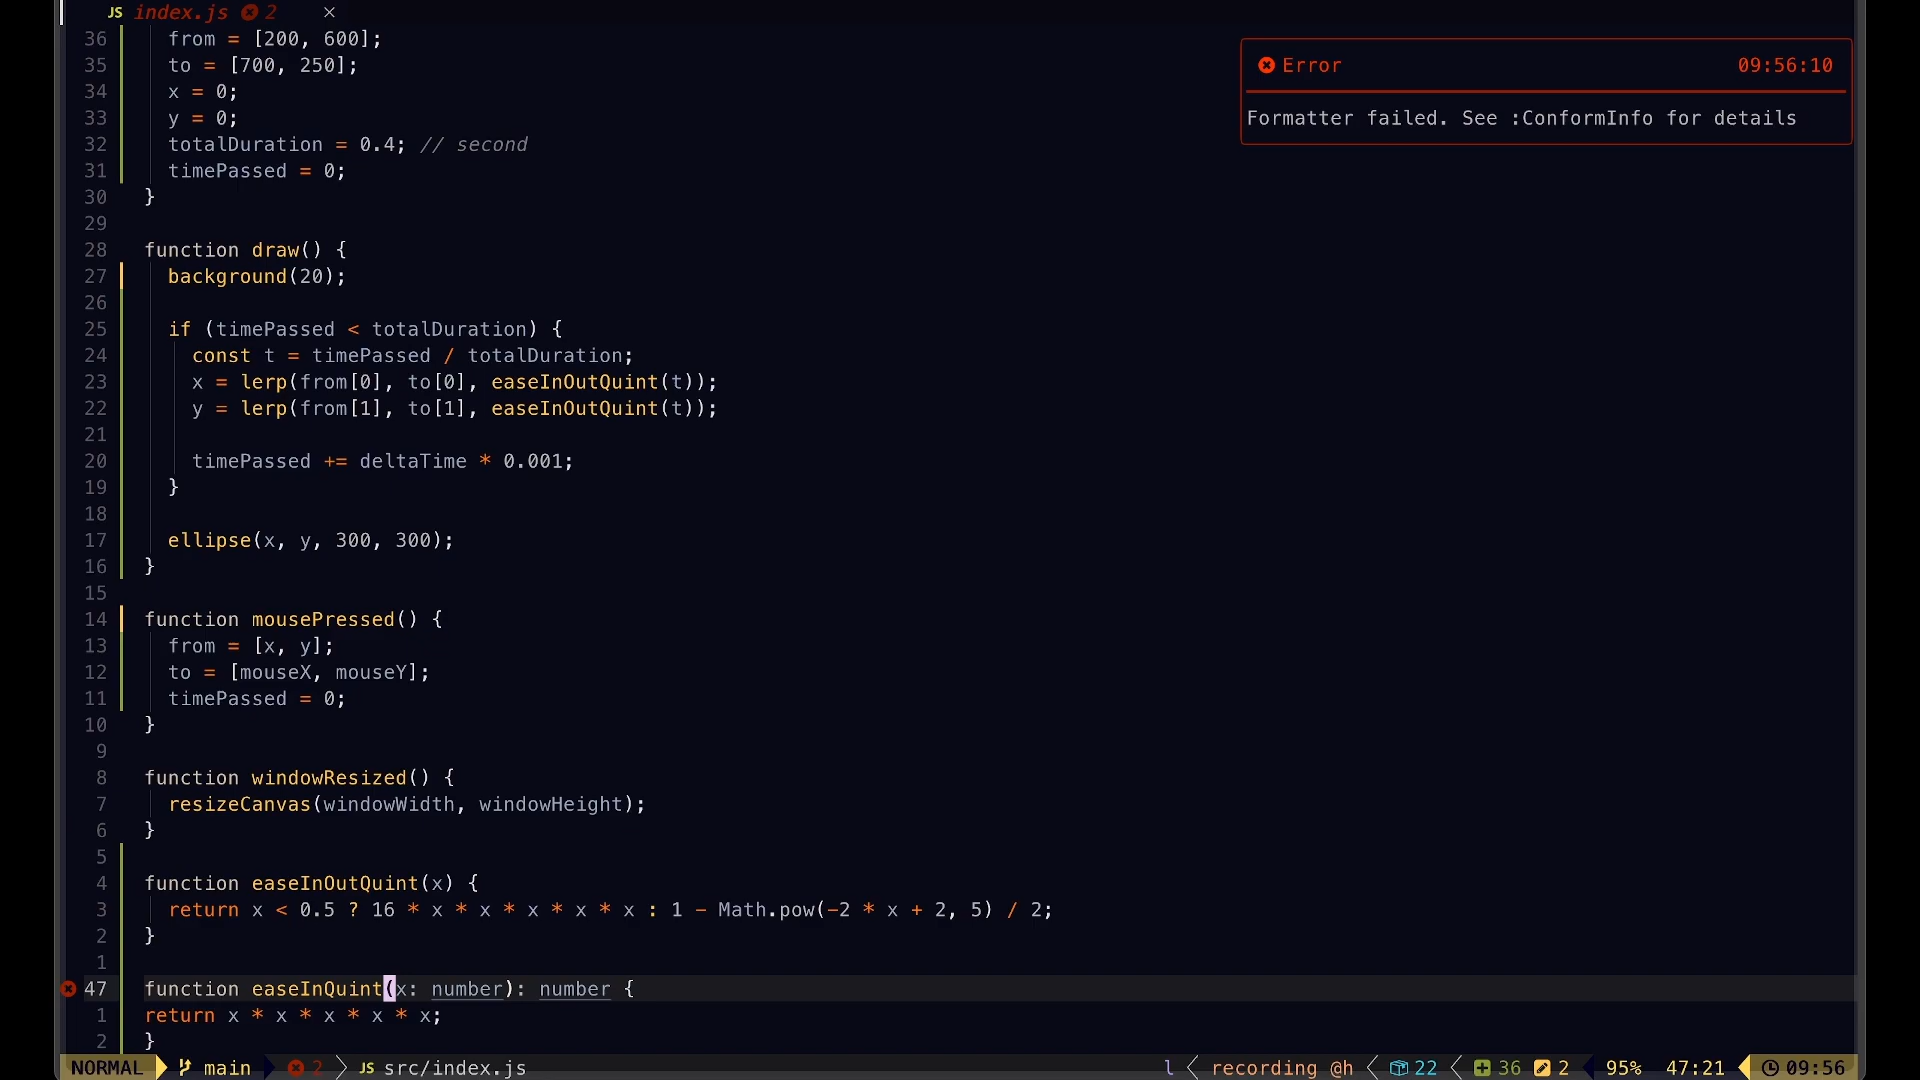 JS index.js 2 ×
36 from = [200, 600];
35 to = [700, 250];
34 x = 0;
33 y = 0;
32 totalDuration = 0.4; // second
31 timePassed = 0;
30 }
29
28 function draw() {
27 background(20);
26
25 if (timePassed < totalDuration) {
24 const t = timePassed / totalDuration;
23 x = lerp(from[0], to[0], easeInOutQuint(t));
22 y = lerp(from[1], to[1], easeInOutQuint(t));
21
20 timePassed += deltaTime * 0.001;
19 }
18
17 ellipse(x, y, 300, 300);
16 }
15
14 function mousePressed() {
13 from = [x, y];
12 to = [mouseX, mouseY];
11 timePassed = 0;
10 }
9
8 function windowResized() {
7 resizeCanvas(windowWidth, windowHeight);
6 }
5
4 function easeInOutQuint(x) {
3 return x < 0.5 ? 16 * x * x * x * x * x : 1 - Math.pow(-2 * x + 2, 5) / 2;
2 }
1
47 function easeInQuint(x: number): number {
1 return x * x * x * x * x;
2 }
Error 09:56:10
Formatter failed. See :ConformInfo for details
NORMAL main 2 JS src/index.js l recording @h 22 36 2 95% 47:21 09:56